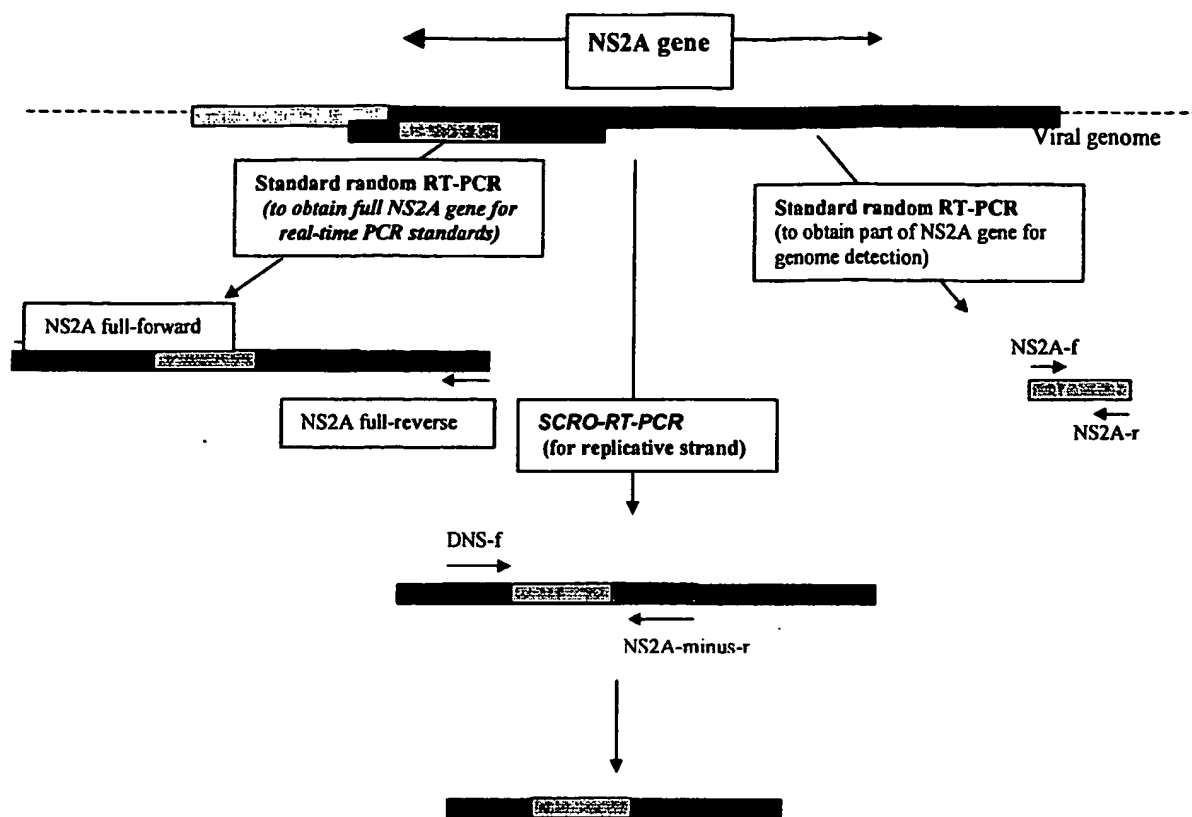 NS2A gene
Viral genome
Standard random RT-PCR
(to obtain full NS2A gene for
real-time PCR standards)
Standard random RT-PCR
(to obtain part of NS2A gene for
genome detection)
NS2A full-forward
NS2A-f
NS2A full-reverse
SCRO-RT-PCR
(for replicative strand)
NS2A-r
DNS-f
NS2A-minus-r